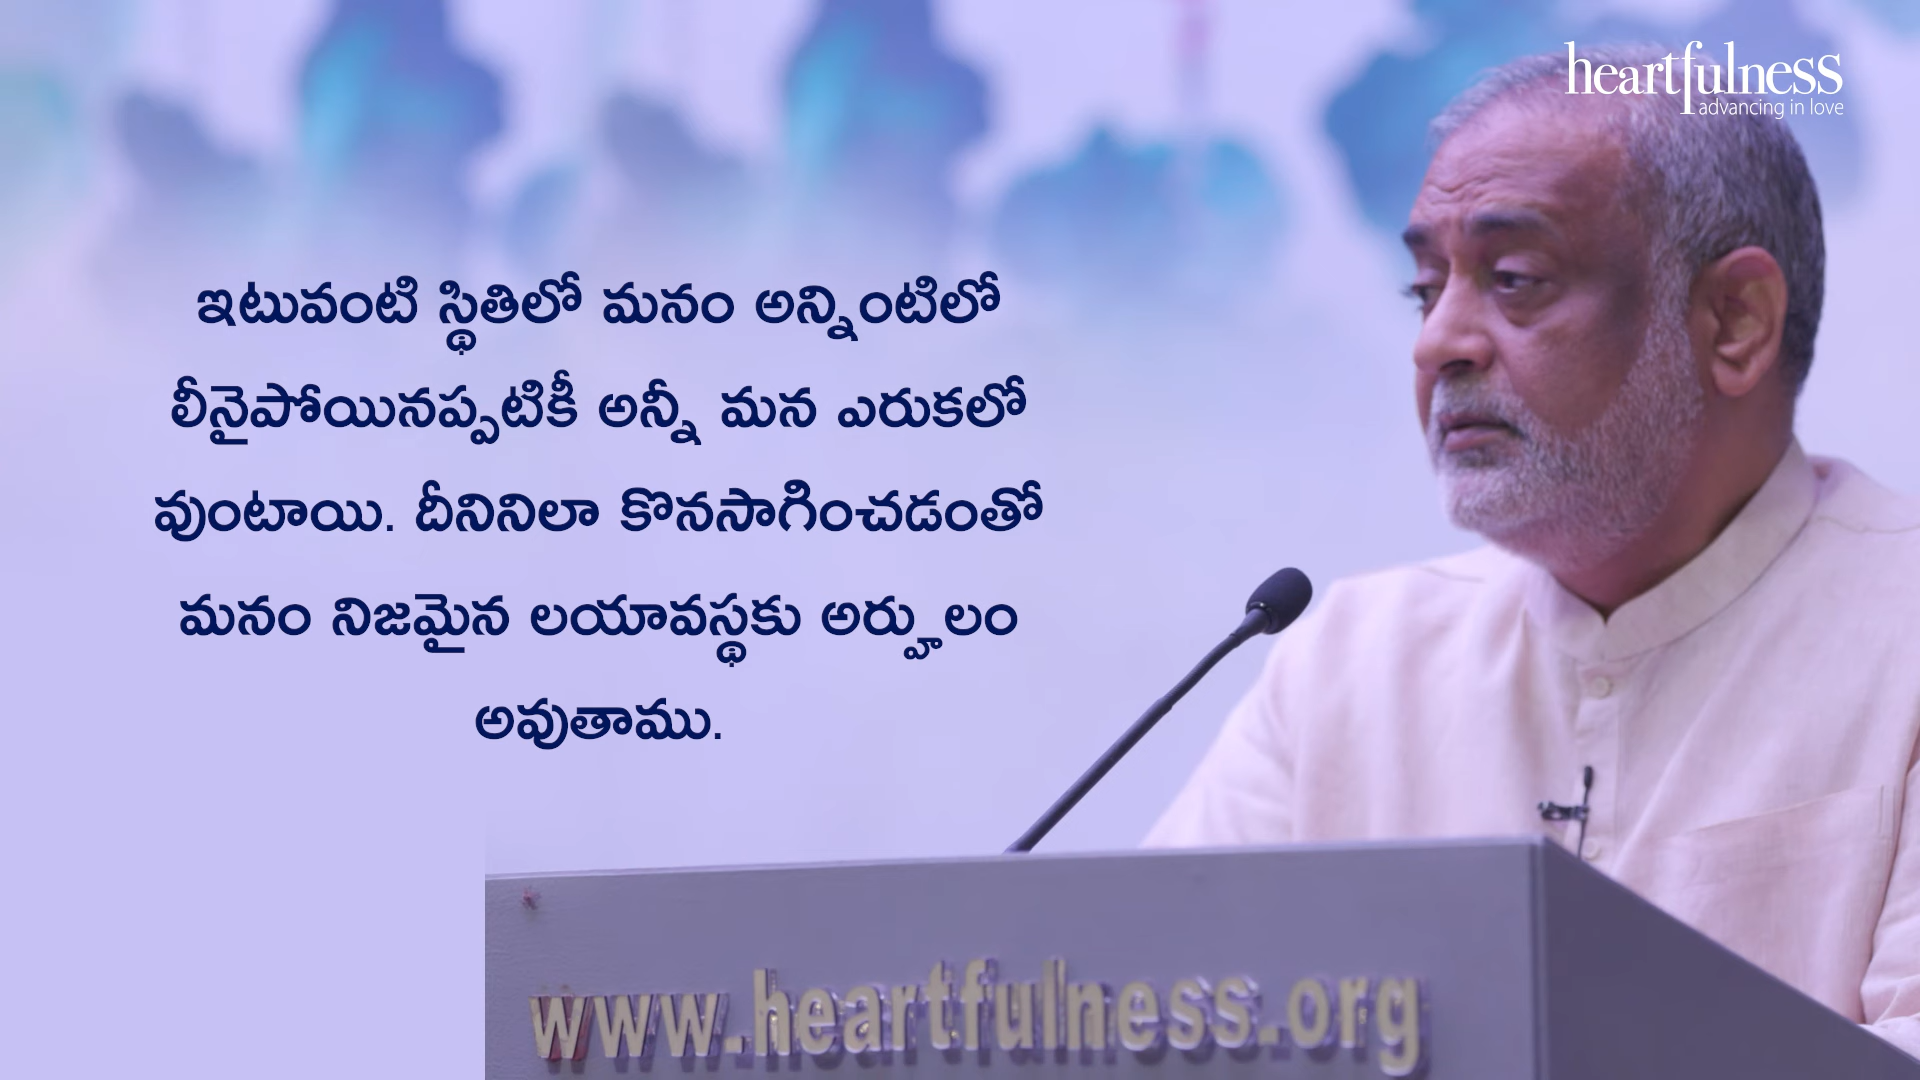 heartfulness
advancing in love
ఇటువంటి స్థితిలో మనం అన్నింటిలో
లీనైపోయినప్పటికీ అన్నీ మన ఎరుకలో
వుంటాయి. దీనినిలా కొనసాగించడంతో
మనం నిజమైన లయావస్థకు అర్హులం
అవుతాము.
www.heartfulness.org